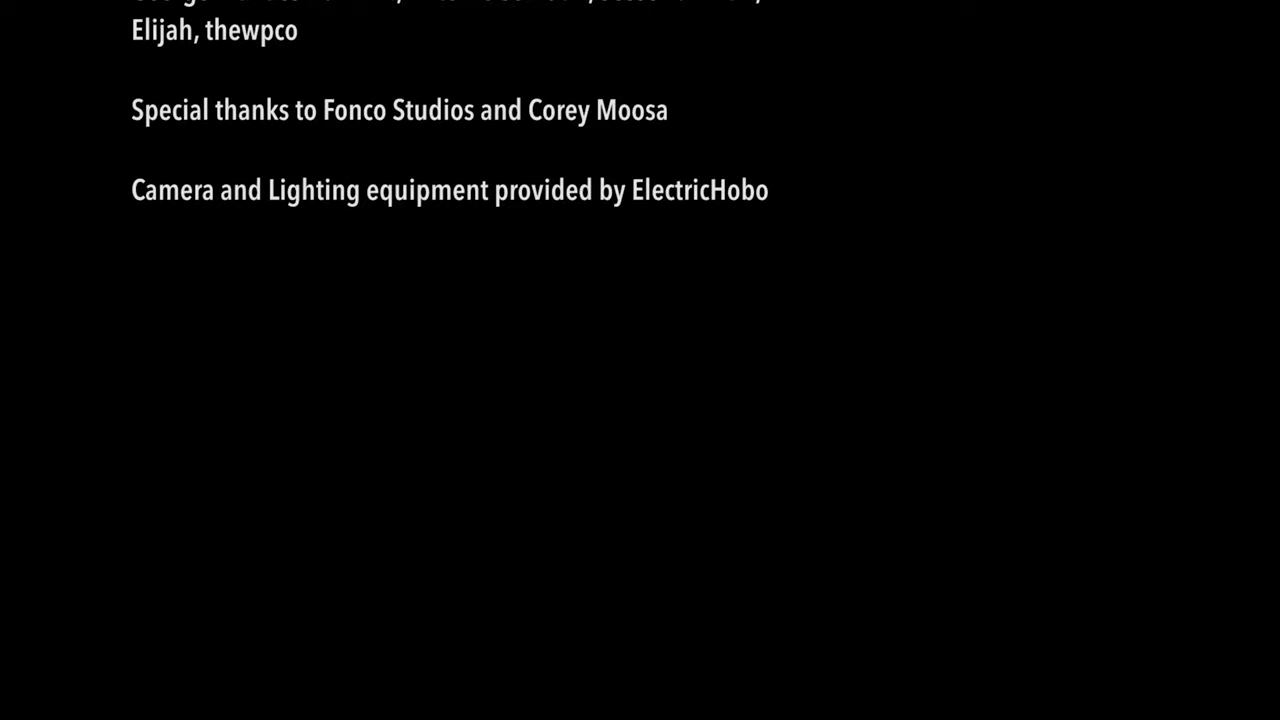 Elijah, thewpco
Special thanks to Fonco Studios and Corey Moosa
Camera and Lighting equipment provided by ElectricHobo